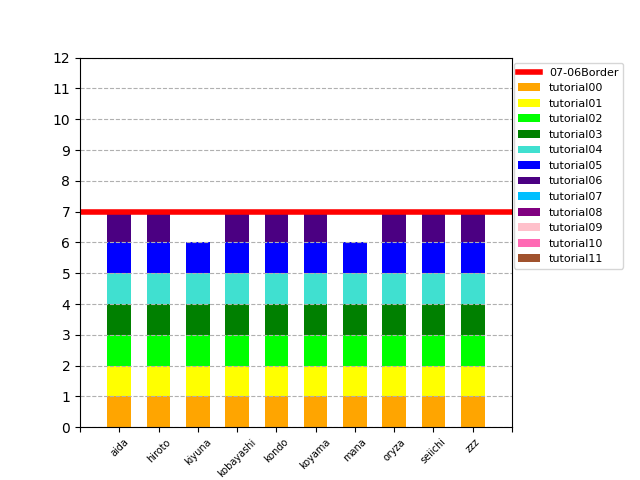 12
11
10
9
8
7
6
5
4
3
2
1
0
aida
hiroto
kiyuna
kobayashi
kondo
koyama
mana
oryza
seiichi
zzz
07-06Border
tutorial00
tutorial01
tutorial02
tutorial03
tutorial04
tutorial05
tutorial06
tutorial07
tutorial08
tutorial09
tutorial10
tutorial11